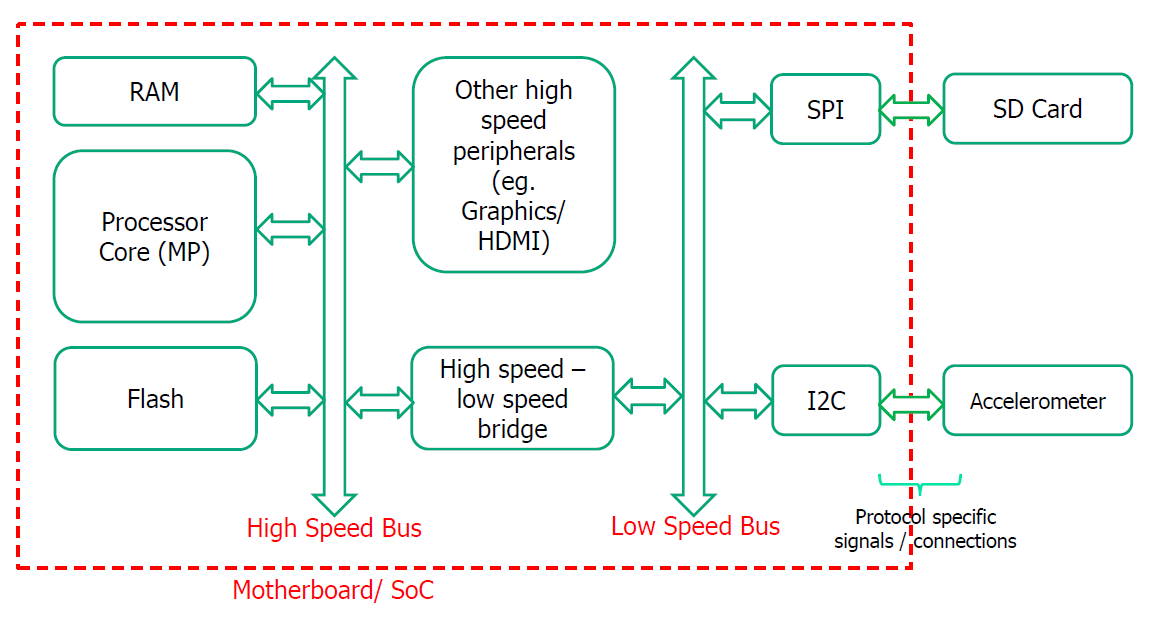 RAM
Processor
Core (MP)
Flash
Other high
speed
peripherals
(eg.
Graphics/
HDMI)
High speed –
low speed
bridge
SPI
SD Card
I2C
Accelerometer
High Speed Bus
Low Speed Bus
Protocol specific
signals / connections
Motherboard/ SoC